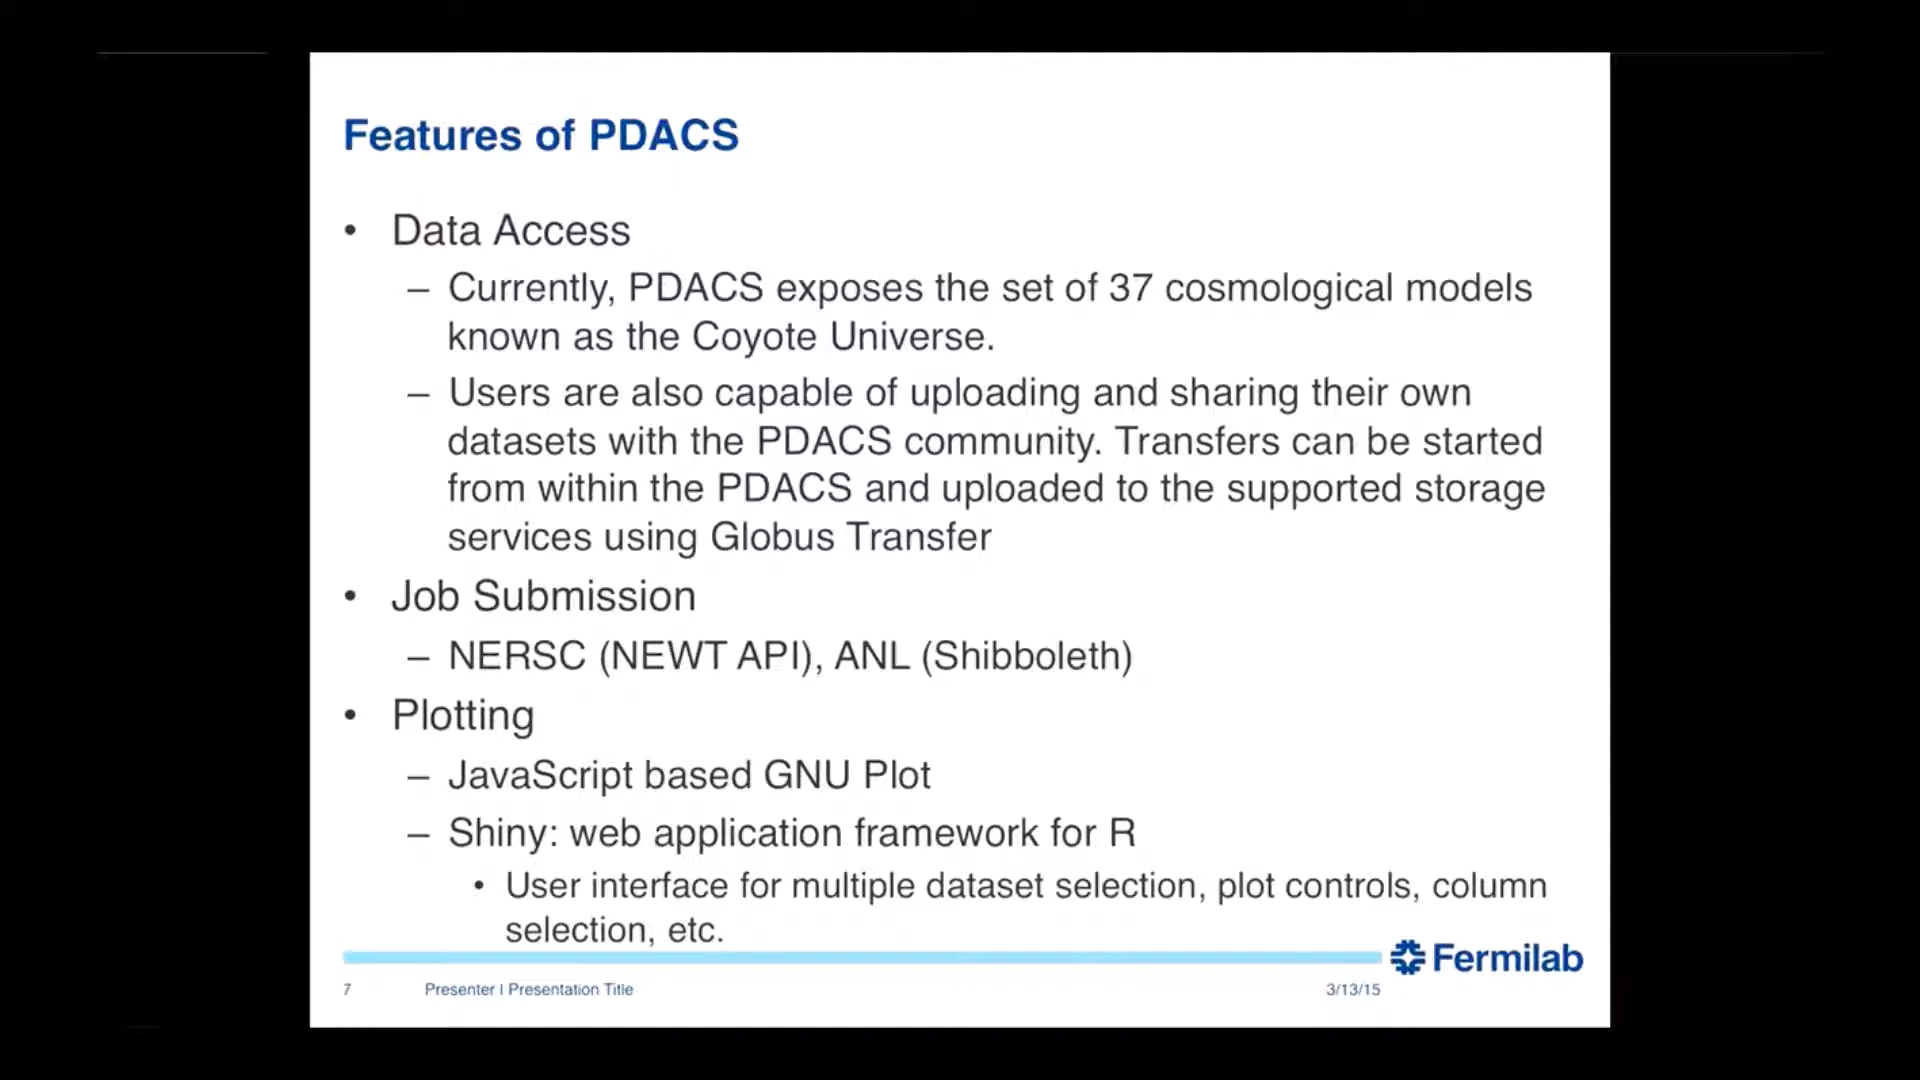 Features of PDACS
• Data Access
– Currently, PDACS exposes the set of 37 cosmological models
known as the Coyote Universe.
– Users are also capable of uploading and sharing their own
datasets with the PDACS community. Transfers can be started
from within the PDACS and uploaded to the supported storage
services using Globus Transfer
• Job Submission
– NERSC (NEWT API), ANL (Shibboleth)
• Plotting
– JavaScript based GNU Plot
– Shiny: web application framework for R
• User interface for multiple dataset selection, plot controls, column
selection, etc.
Fermilab
7 Presenter | Presentation Title 3/13/15